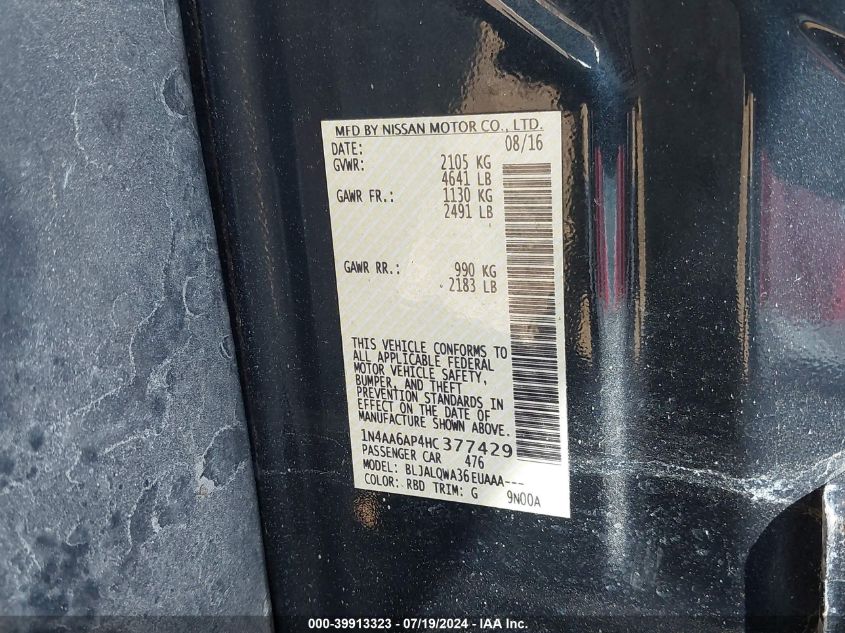 MFD BY NISSAN MOTOR CO., LTD.
DATE: 08/16
GVWR: 2105 KG
4641 LB
GAWR FR.: 1130 KG
2491 LB
GAWR RR.: 990 KG
2183 LB
THIS VEHICLE CONFORMS TO
ALL APPLICABLE FEDERAL
MOTOR VEHICLE SAFETY,
BUMPER, AND THEFT
PREVENTION STANDARDS IN
EFFECT ON THE DATE OF
MANUFACTURE SHOWN ABOVE.
1N4AA6AP4HC377429
PASSENGER CAR 476
MODEL: BLJALQWA36EUAAA---
COLOR: RBD TRIM: G 9N00A
000-39913323 - 07/19/2024 - IAA Inc.